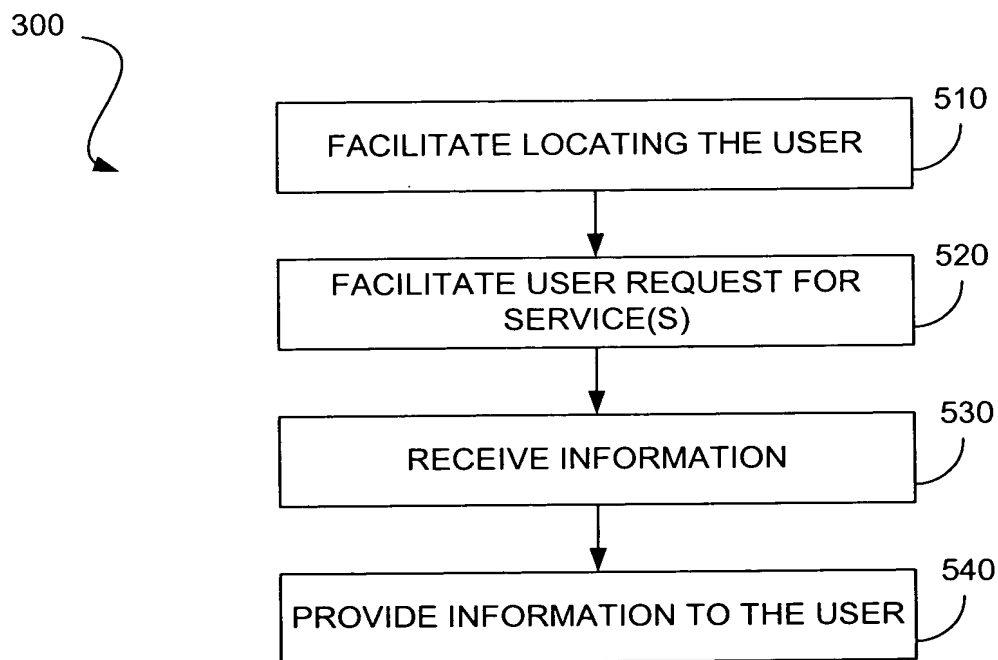 300
510
FACILITATE LOCATING THE USER
520
FACILITATE USER REQUEST FOR
SERVICE(S)
530
RECEIVE INFORMATION
540
PROVIDE INFORMATION TO THE USER